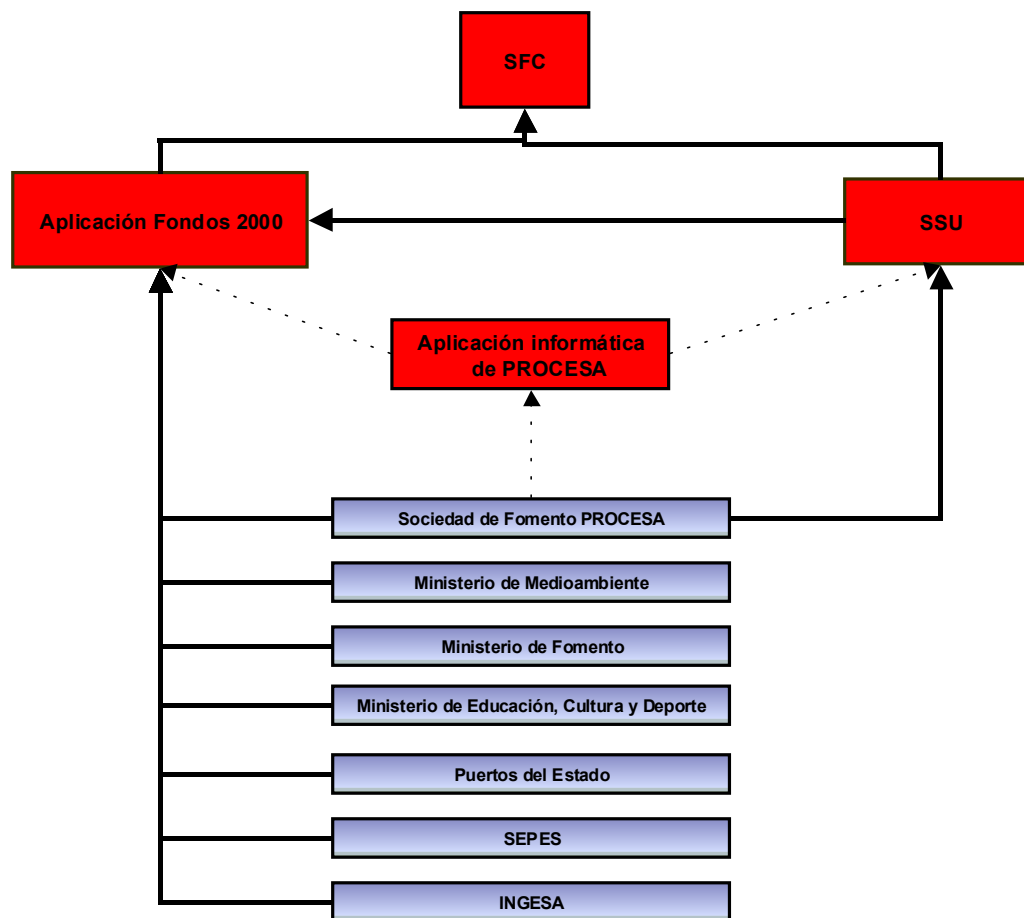 SFC
Aplicación Fondos 2000
SSU
Aplicación informática
de PROCESA
Sociedad de Fomento PROCESA
Ministerio de Medioambiente
Ministerio de Fomento
Ministerio de Educación, Cultura y Deporte
Puertos del Estado
SEPES
INGESA